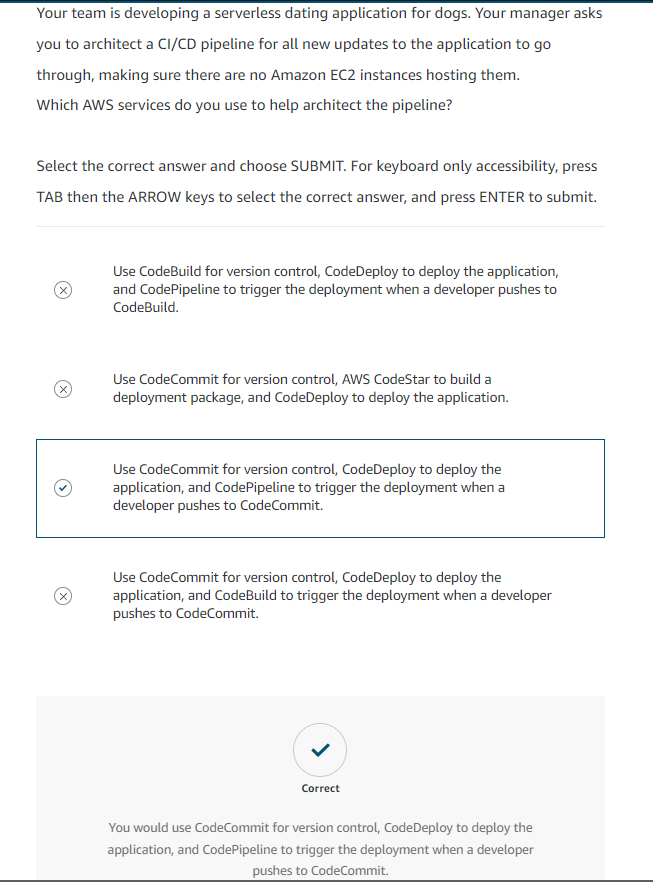 Your team is developing a serverless dating application for dogs. Your manager asks
you to architect a CI/CD pipeline for all new updates to the application to go
through, making sure there are no Amazon EC2 instances hosting them.
Which AWS services do you use to help architect the pipeline?
Select the correct answer and choose SUBMIT. For keyboard only accessibility, press
TAB then the ARROW keys to select the correct answer, and press ENTER to submit.
Use CodeBuild for version control, CodeDeploy to deploy the application,
and CodePipeline to trigger the deployment when a developer pushes to
CodeBuild.
Use CodeCommit for version control, AWS CodeStar to build a
deployment package, and CodeDeploy to deploy the application.
Use CodeCommit for version control, CodeDeploy to deploy the
application, and CodePipeline to trigger the deployment when a
developer pushes to CodeCommit.
Use CodeCommit for version control, CodeDeploy to deploy the
application, and CodeBuild to trigger the deployment when a developer
pushes to CodeCommit.
Correct
You would use CodeCommit for version control, CodeDeploy to deploy the
application, and CodePipeline to trigger the deployment when a developer
pushes to CodeCommit.